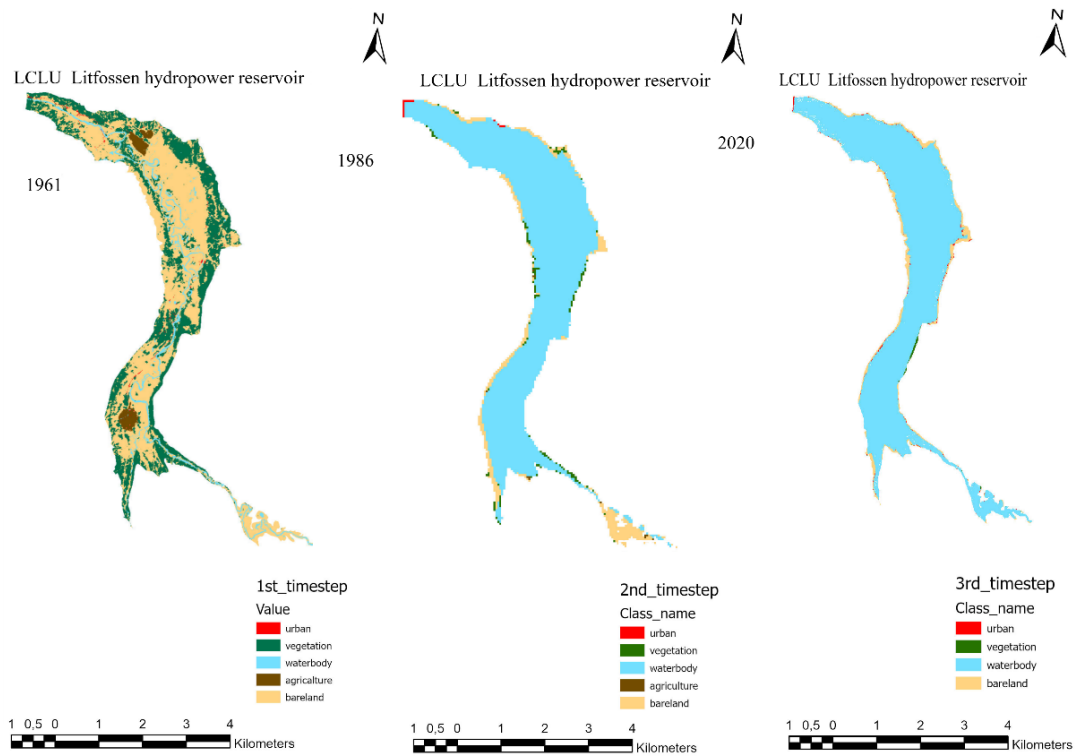 N
LCLU Litfossen hydropower reservoir
1961
1st_timestep
Value
urban
vegetation
waterbody
agriculture
bareland
1 0,5 0 1 2 3 4
Kilometers
N
LCLU Litfossen hydropower reservoir
1986
2nd_timestep
Class_name
urban
vegetation
waterbody
agriculture
bareland
1 0,5 0 1 2 3 4
Kilometers
N
LCLU Litfossen hydropower reservoir
2020
3rd_timestep
Class_name
urban
vegetation
waterbody
bareland
1 0,5 0 1 2 3 4
Kilometers